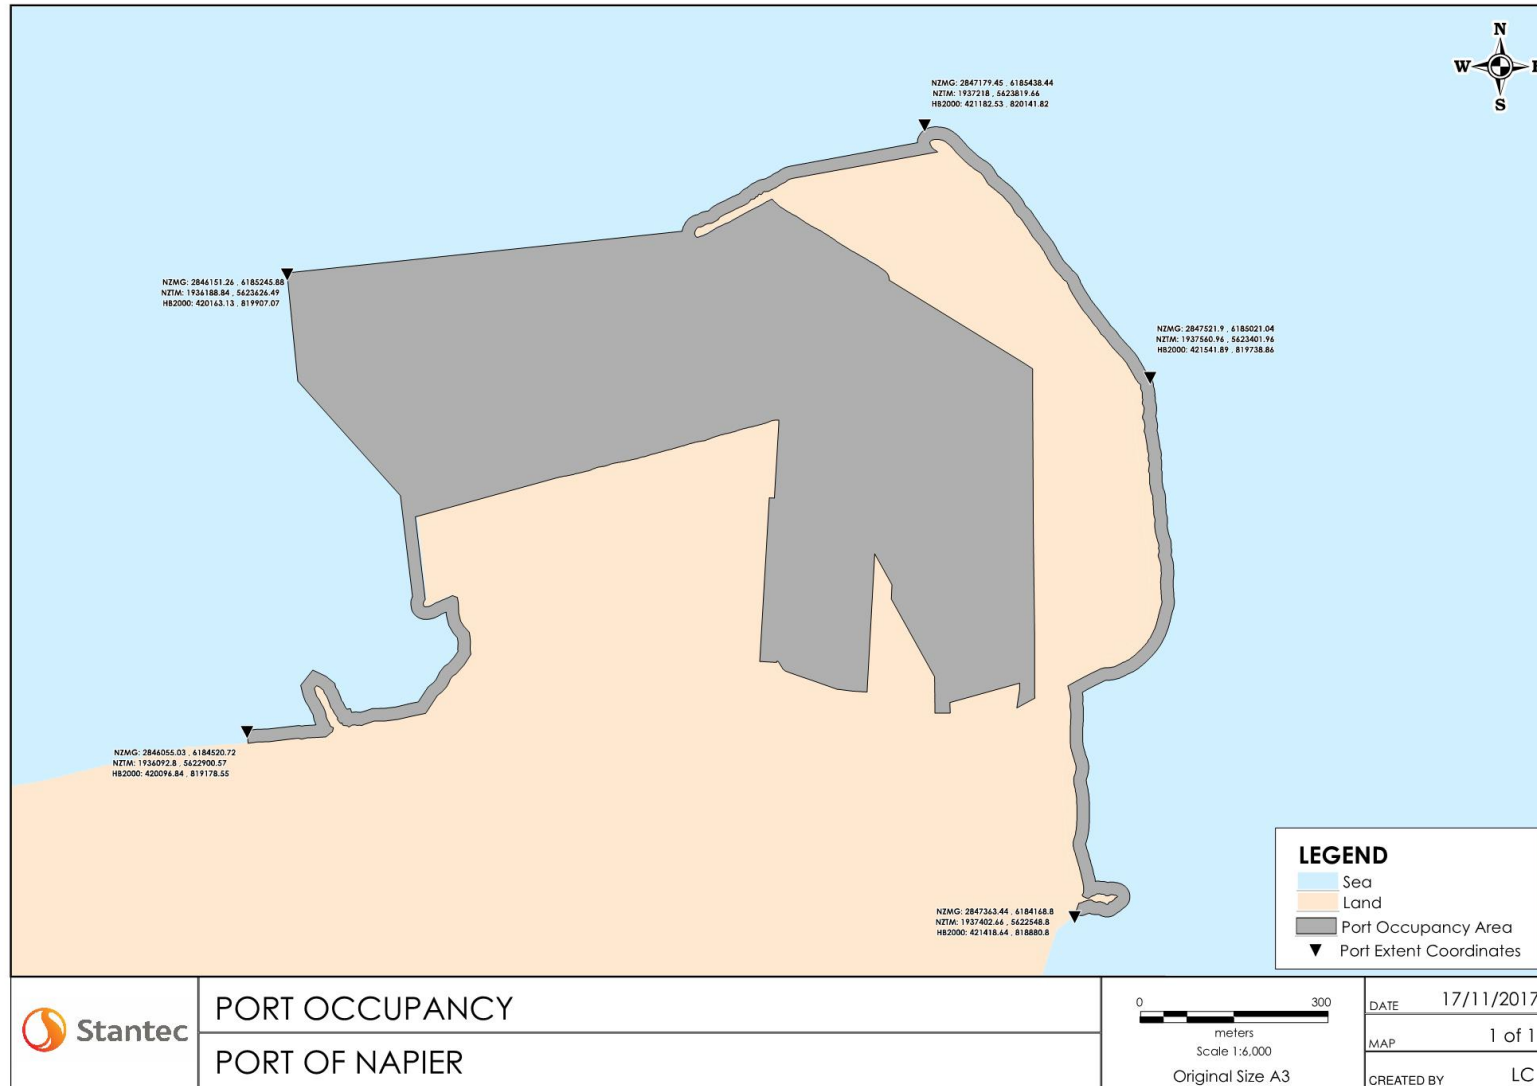 N
W
E
S
NZMG: 2847179.45 , 6185438.44
NZTM: 1937218 , 5623819.66
HB2000: 421182.53 , 820141.82
NZMG: 2846151.26 , 6185245.88
NZTM: 1936188.84 , 5623626.49
HB2000: 420163.13 , 819907.07
NZMG: 2847521.9 , 6185021.04
NZTM: 1937560.96 , 5623401.96
HB2000: 421541.89 , 819738.86
NZMG: 2846055.03 , 6184520.72
NZTM: 1936092.8 , 5622900.57
HB2000: 420096.84 , 819178.55
NZMG: 2847363.44 , 6184168.8
NZTM: 1937402.66 , 5622548.8
HB2000: 421418.64 , 818880.8
LEGEND
Sea
Land
Port Occupancy Area
Port Extent Coordinates
Stantec
PORT OCCUPANCY
PORT OF NAPIER
0 300
meters
Scale 1:6,000
Original Size A3
DATE 17/11/2017
MAP 1 of 1
CREATED BY LC